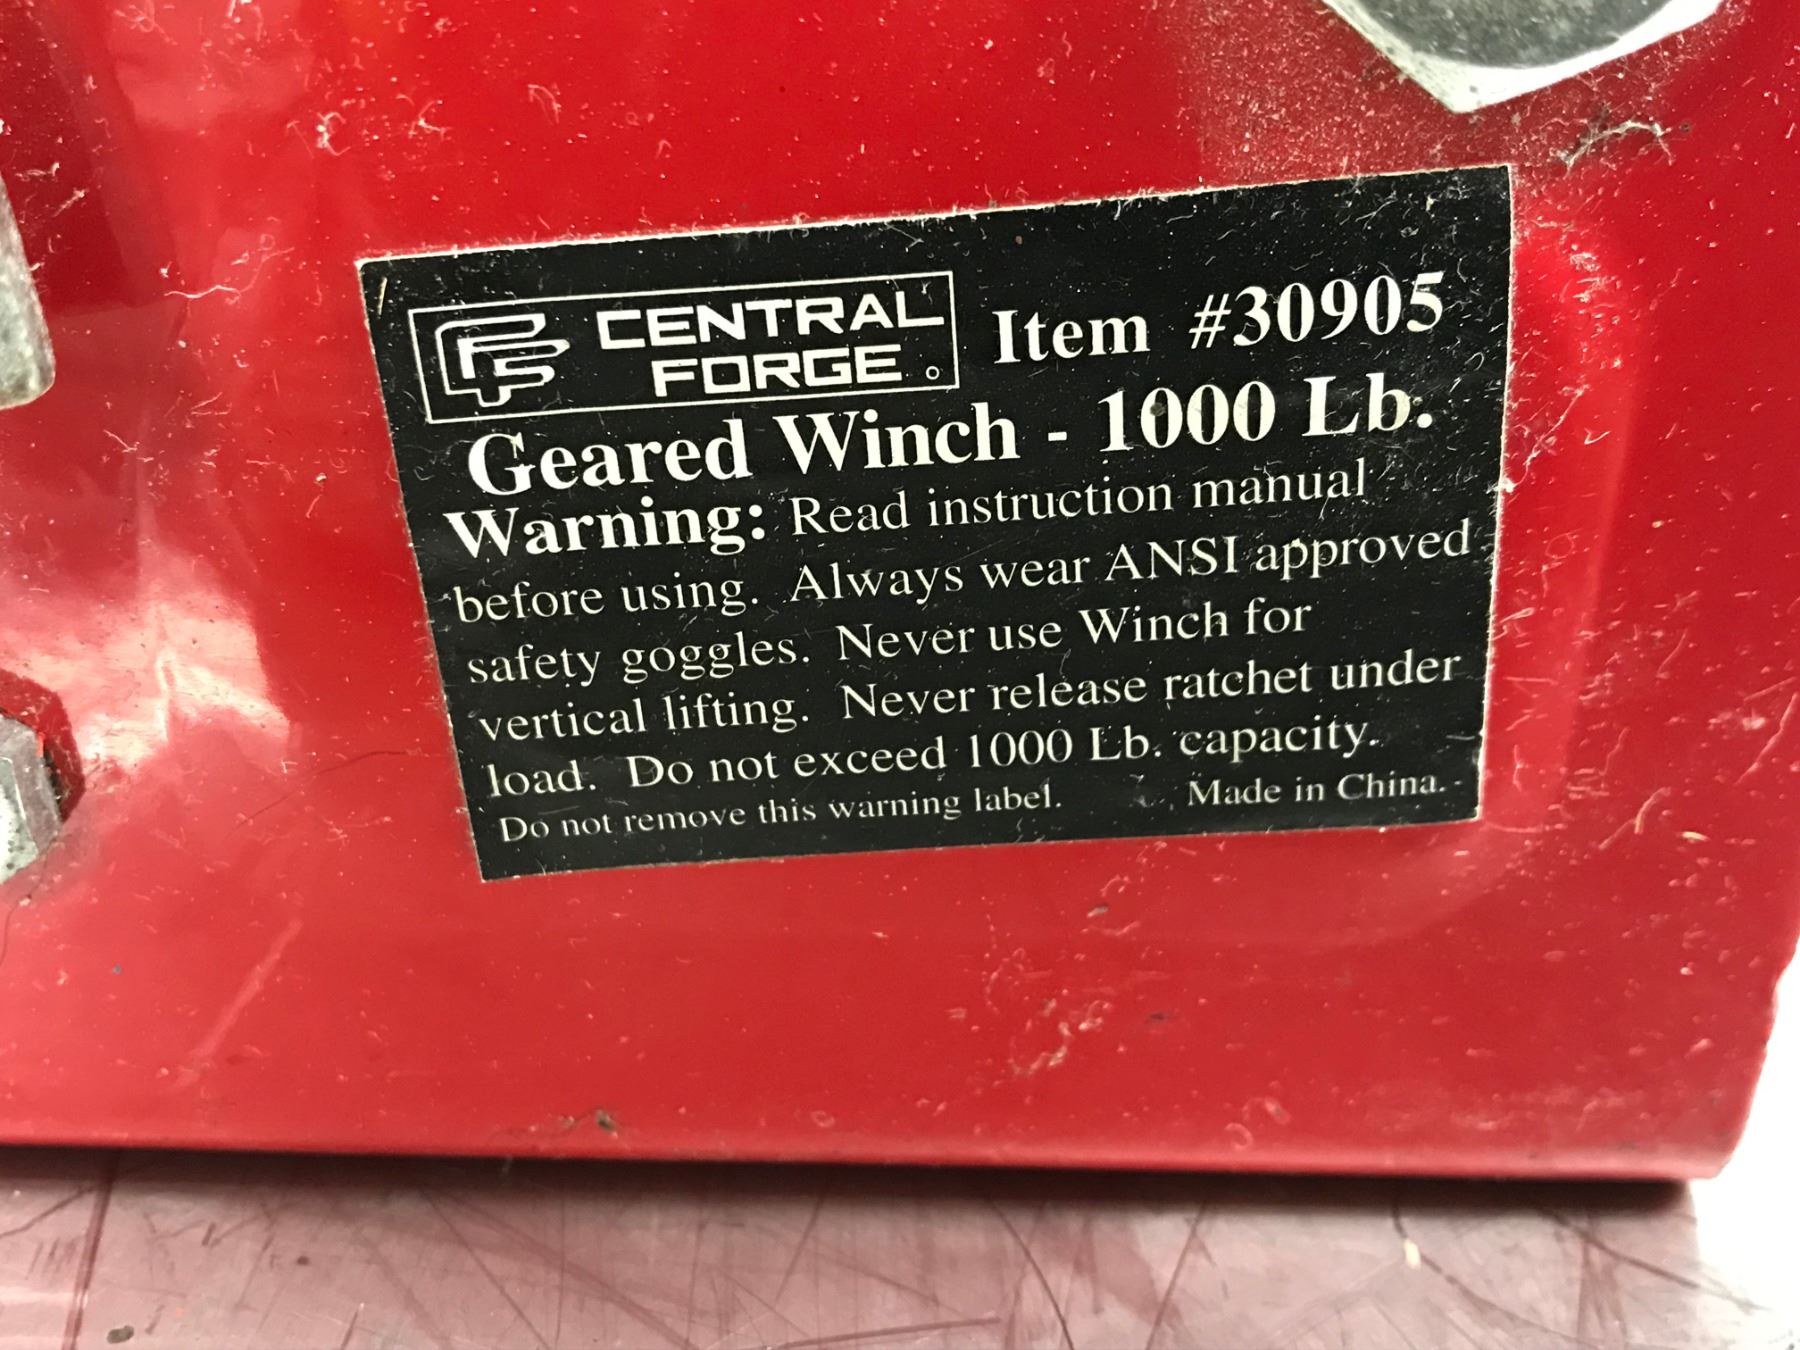 CENTRAL FORGE Item #30905
Geared Winch - 1000 Lb.
Warning: Read instruction manual
before using. Always wear ANSI approved
safety goggles. Never use Winch for
vertical lifting. Never release ratchet under
load. Do not exceed 1000 Lb. capacity.
Do not remove this warning label. Made in China.